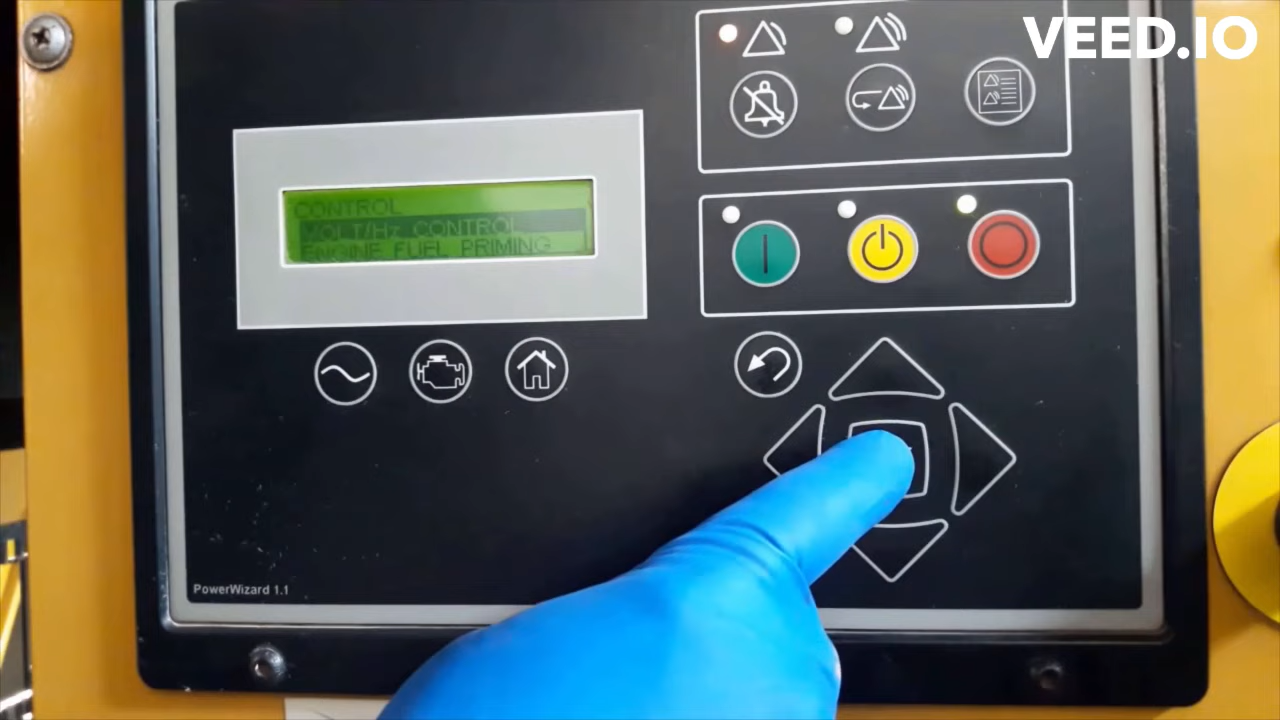 VEED.IO
CONTROL
VOLT/Hz CONTROL
ENGINE FUEL PRIMING
PowerWizard 1.1